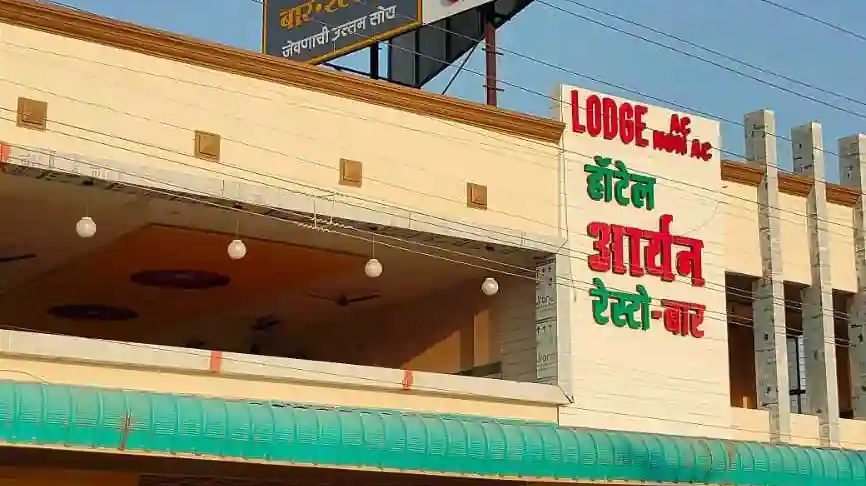 बार
जेवणाची उत्तम सोय
LODGE AC
NON AC
हॉटेल
आर्यन
रेस्टो-बार